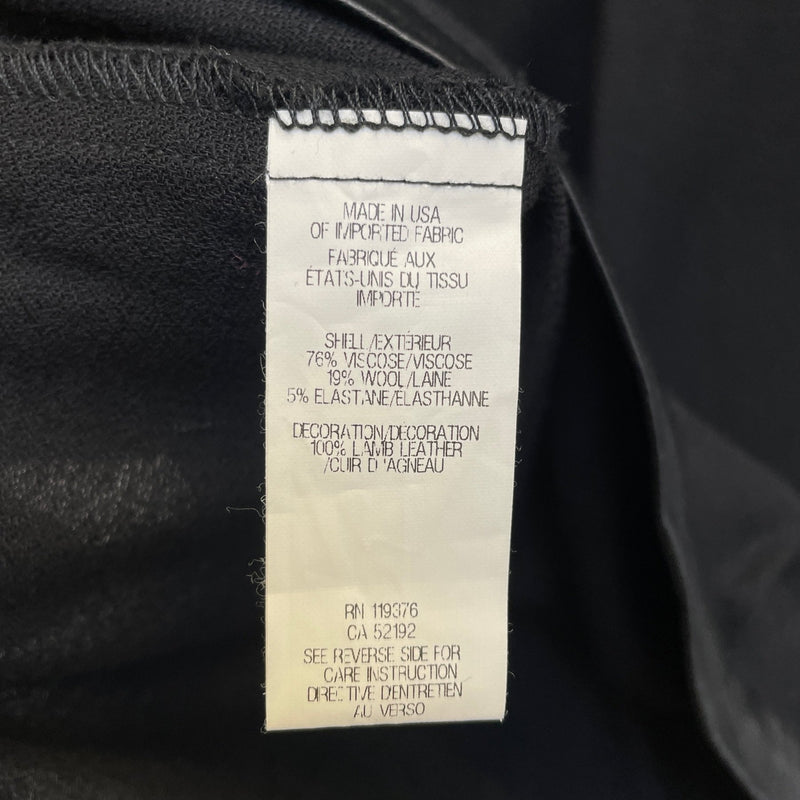 MADE IN USA
OF IMPORTED FABRIC
FABRIQUÉ AUX
ÉTATS-UNIS DU TISSU
IMPORTÉ
SHELL/EXTÉRIEUR
76% VISCOSE/VISCOSE
19% WOOL/LAINE
5% ELASTANE/ELASTHANNE
DECORATION/DECORATION
100% LAMB LEATHER
/CUIR D'AGNEAU
RN 119376
CA 52192
SEE REVERSE SIDE FOR
CARE INSTRUCTION
DIRECTIVE D'ENTRETIEN
AU VERSO